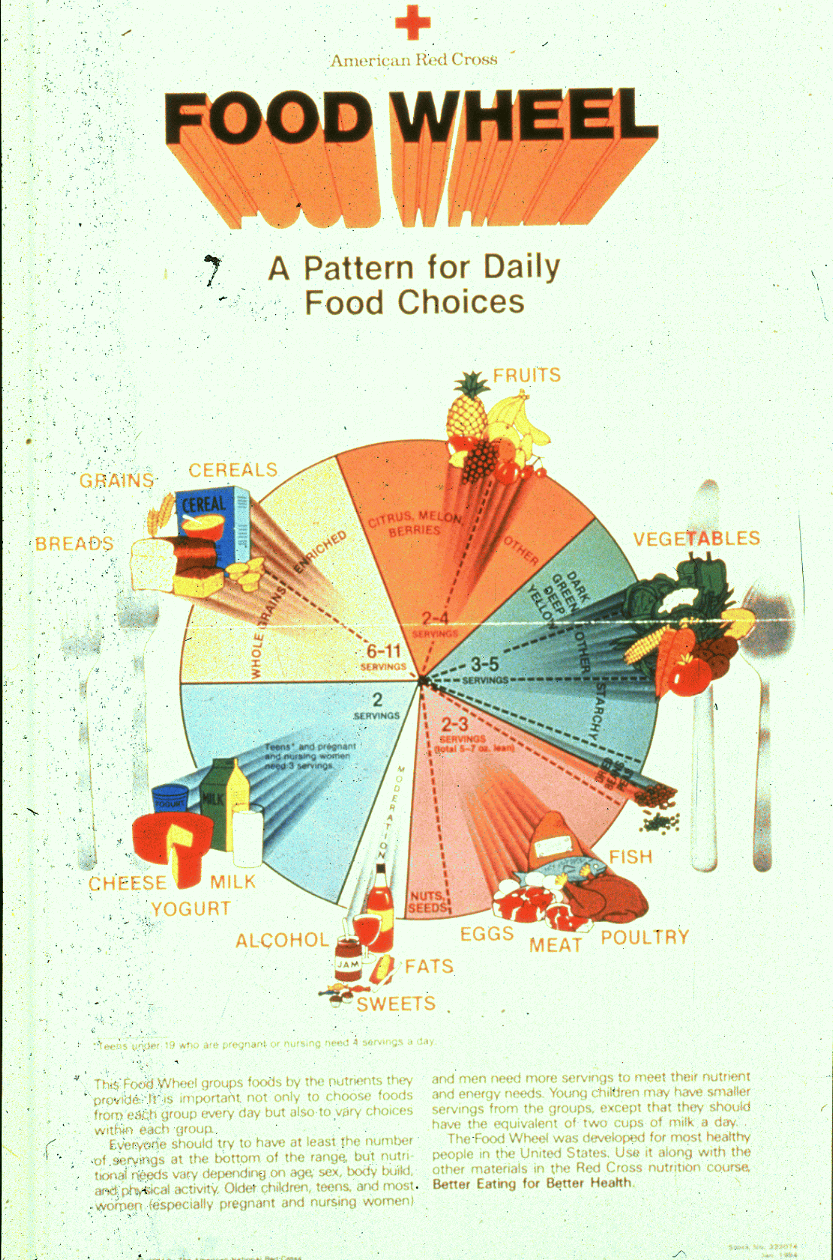 American Red Cross
FOOD WHEEL
A Pattern for Daily
Food Choices
FRUITS
GRAINS
CEREALS
BREADS
VEGETABLES
CEREAL
ENRICHED
WHOLE GRAINS
6-11
SERVINGS
CITRUS, MELON,
BERRIES
OTHER
2-4
SERVINGS
DARK
GREEN,
DEEP
YELLOW
OTHER
STARCHY
3-5
SERVINGS
2
SERVINGS
Teens* and pregnant
and nursing women
need 3 servings.
2-3
SERVINGS
(total 5-7 oz. lean)
MODERATION
NUTS,
SEEDS
YOGURT
MILK
CHEESE
MILK
YOGURT
ALCOHOL
JAM
FATS
SWEETS
EGGS
MEAT
POULTRY
FISH
*Teens under 19 who are pregnant or nursing need 4 servings a day.
This Food Wheel groups foods by the nutrients they
provide. It is important not only to choose foods
from each group every day but also to vary choices
within each group.
Everyone should try to have at least the number
of servings at the bottom of the range, but nutri-
tional needs vary depending on age, sex, body build,
and physical activity. Older children, teens, and most
women (especially pregnant and nursing women)
and men need more servings to meet their nutrient
and energy needs. Young children may have smaller
servings from the groups, except that they should
have the equivalent of two cups of milk a day.
The Food Wheel was developed for most healthy
people in the United States. Use it along with the
other materials in the Red Cross nutrition course,
Better Eating for Better Health.
The American National Red Cross
Jan. 1984